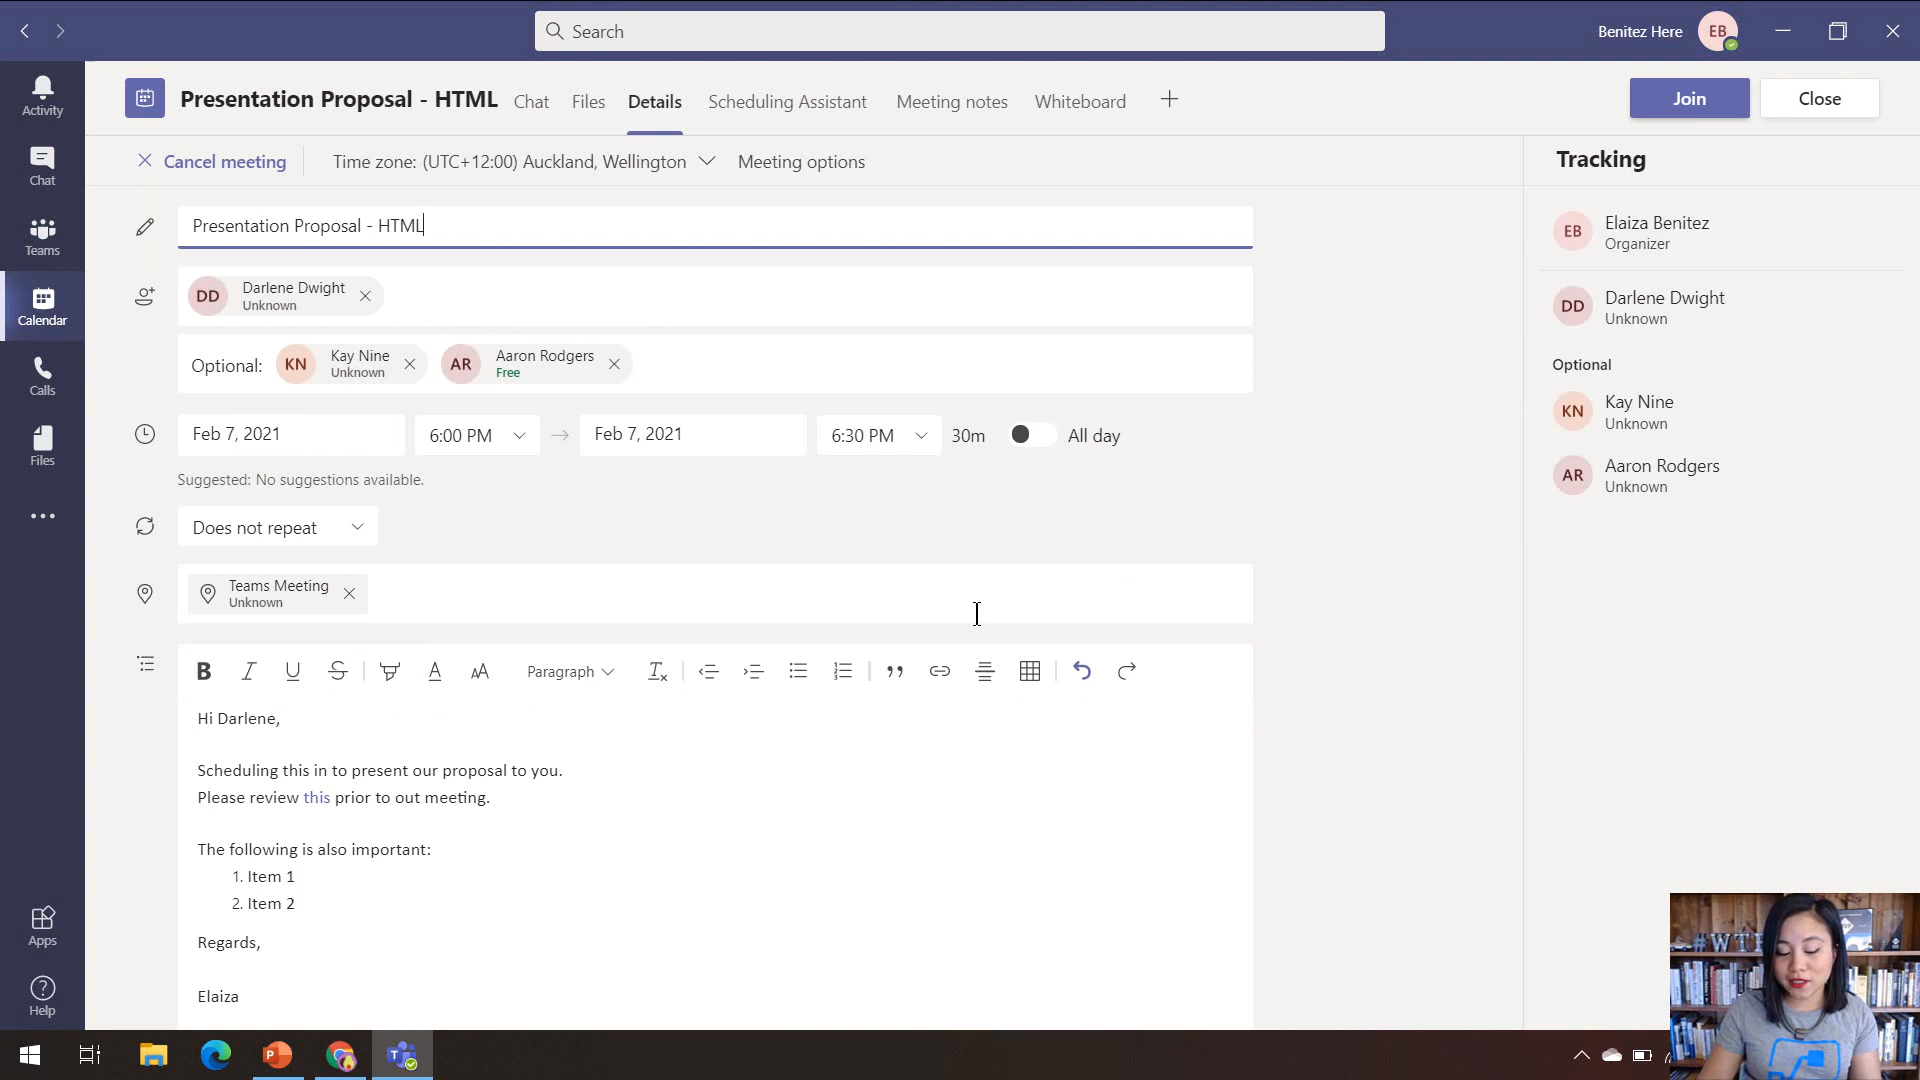 Search
Benitez Here
EB
Activity
Chat
Teams
Calendar
Calls
Files
Apps
Help
Presentation Proposal - HTML
Chat
Files
Details
Scheduling Assistant
Meeting notes
Whiteboard
Join
Close
Cancel meeting
Time zone: (UTC+12:00) Auckland, Wellington
Meeting options
Presentation Proposal - HTML
DD
Darlene Dwight
Unknown
Optional:
KN
Kay Nine
Unknown
AR
Aaron Rodgers
Free
Feb 7, 2021
6:00 PM
Feb 7, 2021
6:30 PM
30m
All day
Suggested: No suggestions available.
Does not repeat
Teams Meeting
Unknown
Paragraph
Hi Darlene,
Scheduling this in to present our proposal to you.
Please review this prior to out meeting.
The following is also important:
1. Item 1
2. Item 2
Regards,
Elaiza
Tracking
EB
Elaiza Benitez
Organizer
DD
Darlene Dwight
Unknown
Optional
KN
Kay Nine
Unknown
AR
Aaron Rodgers
Unknown